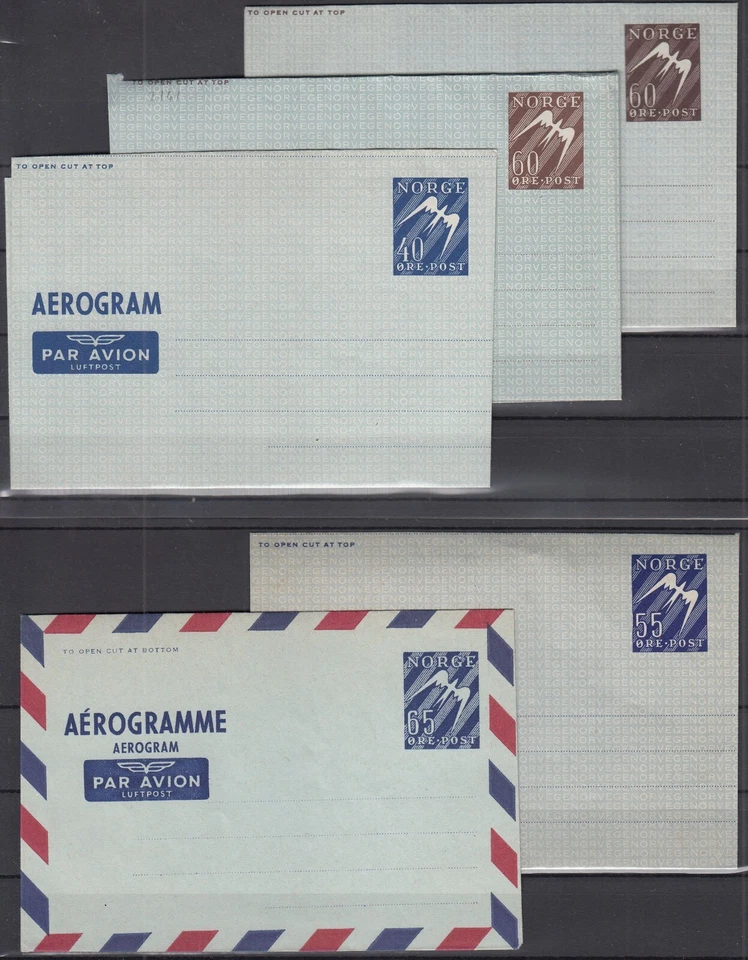 TO OPEN CUT AT TOP
NORGE
60
ØRE·POST
TO OPEN CUT AT TOP
NORGE
60
ØRE·POST
TO OPEN CUT AT TOP
NORGE
40
ØRE·POST
AEROGRAM
PAR AVION
LUFTPOST
TO OPEN CUT AT TOP
NORGE
55
ØRE·POST
TO OPEN CUT AT BOTTOM
NORGE
65
ØRE·POST
AÉROGRAMME
AEROGRAM
PAR AVION
LUFTPOST